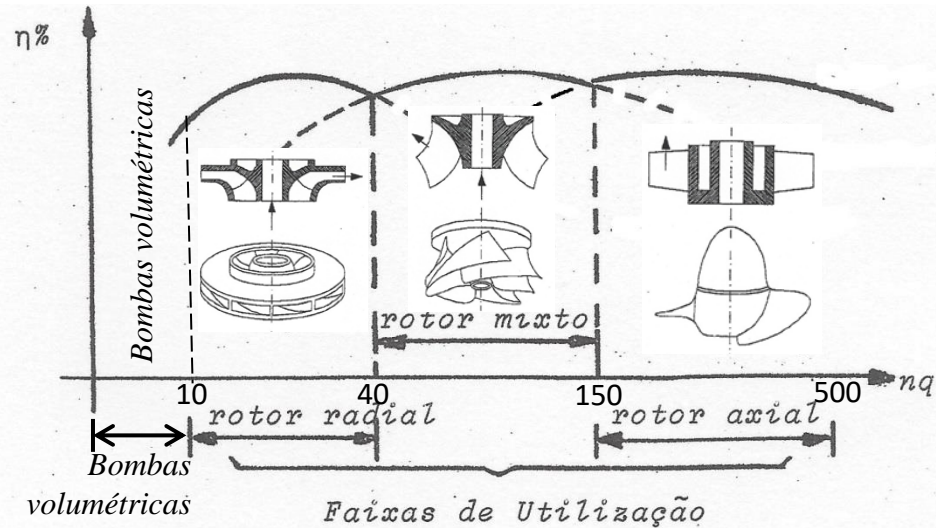 η%
Bombas volumétricas
rotor mixto
10
40
150
500
nq
rotor radial
rotor axial
Bombas
volumétricas
Faixas de Utilização